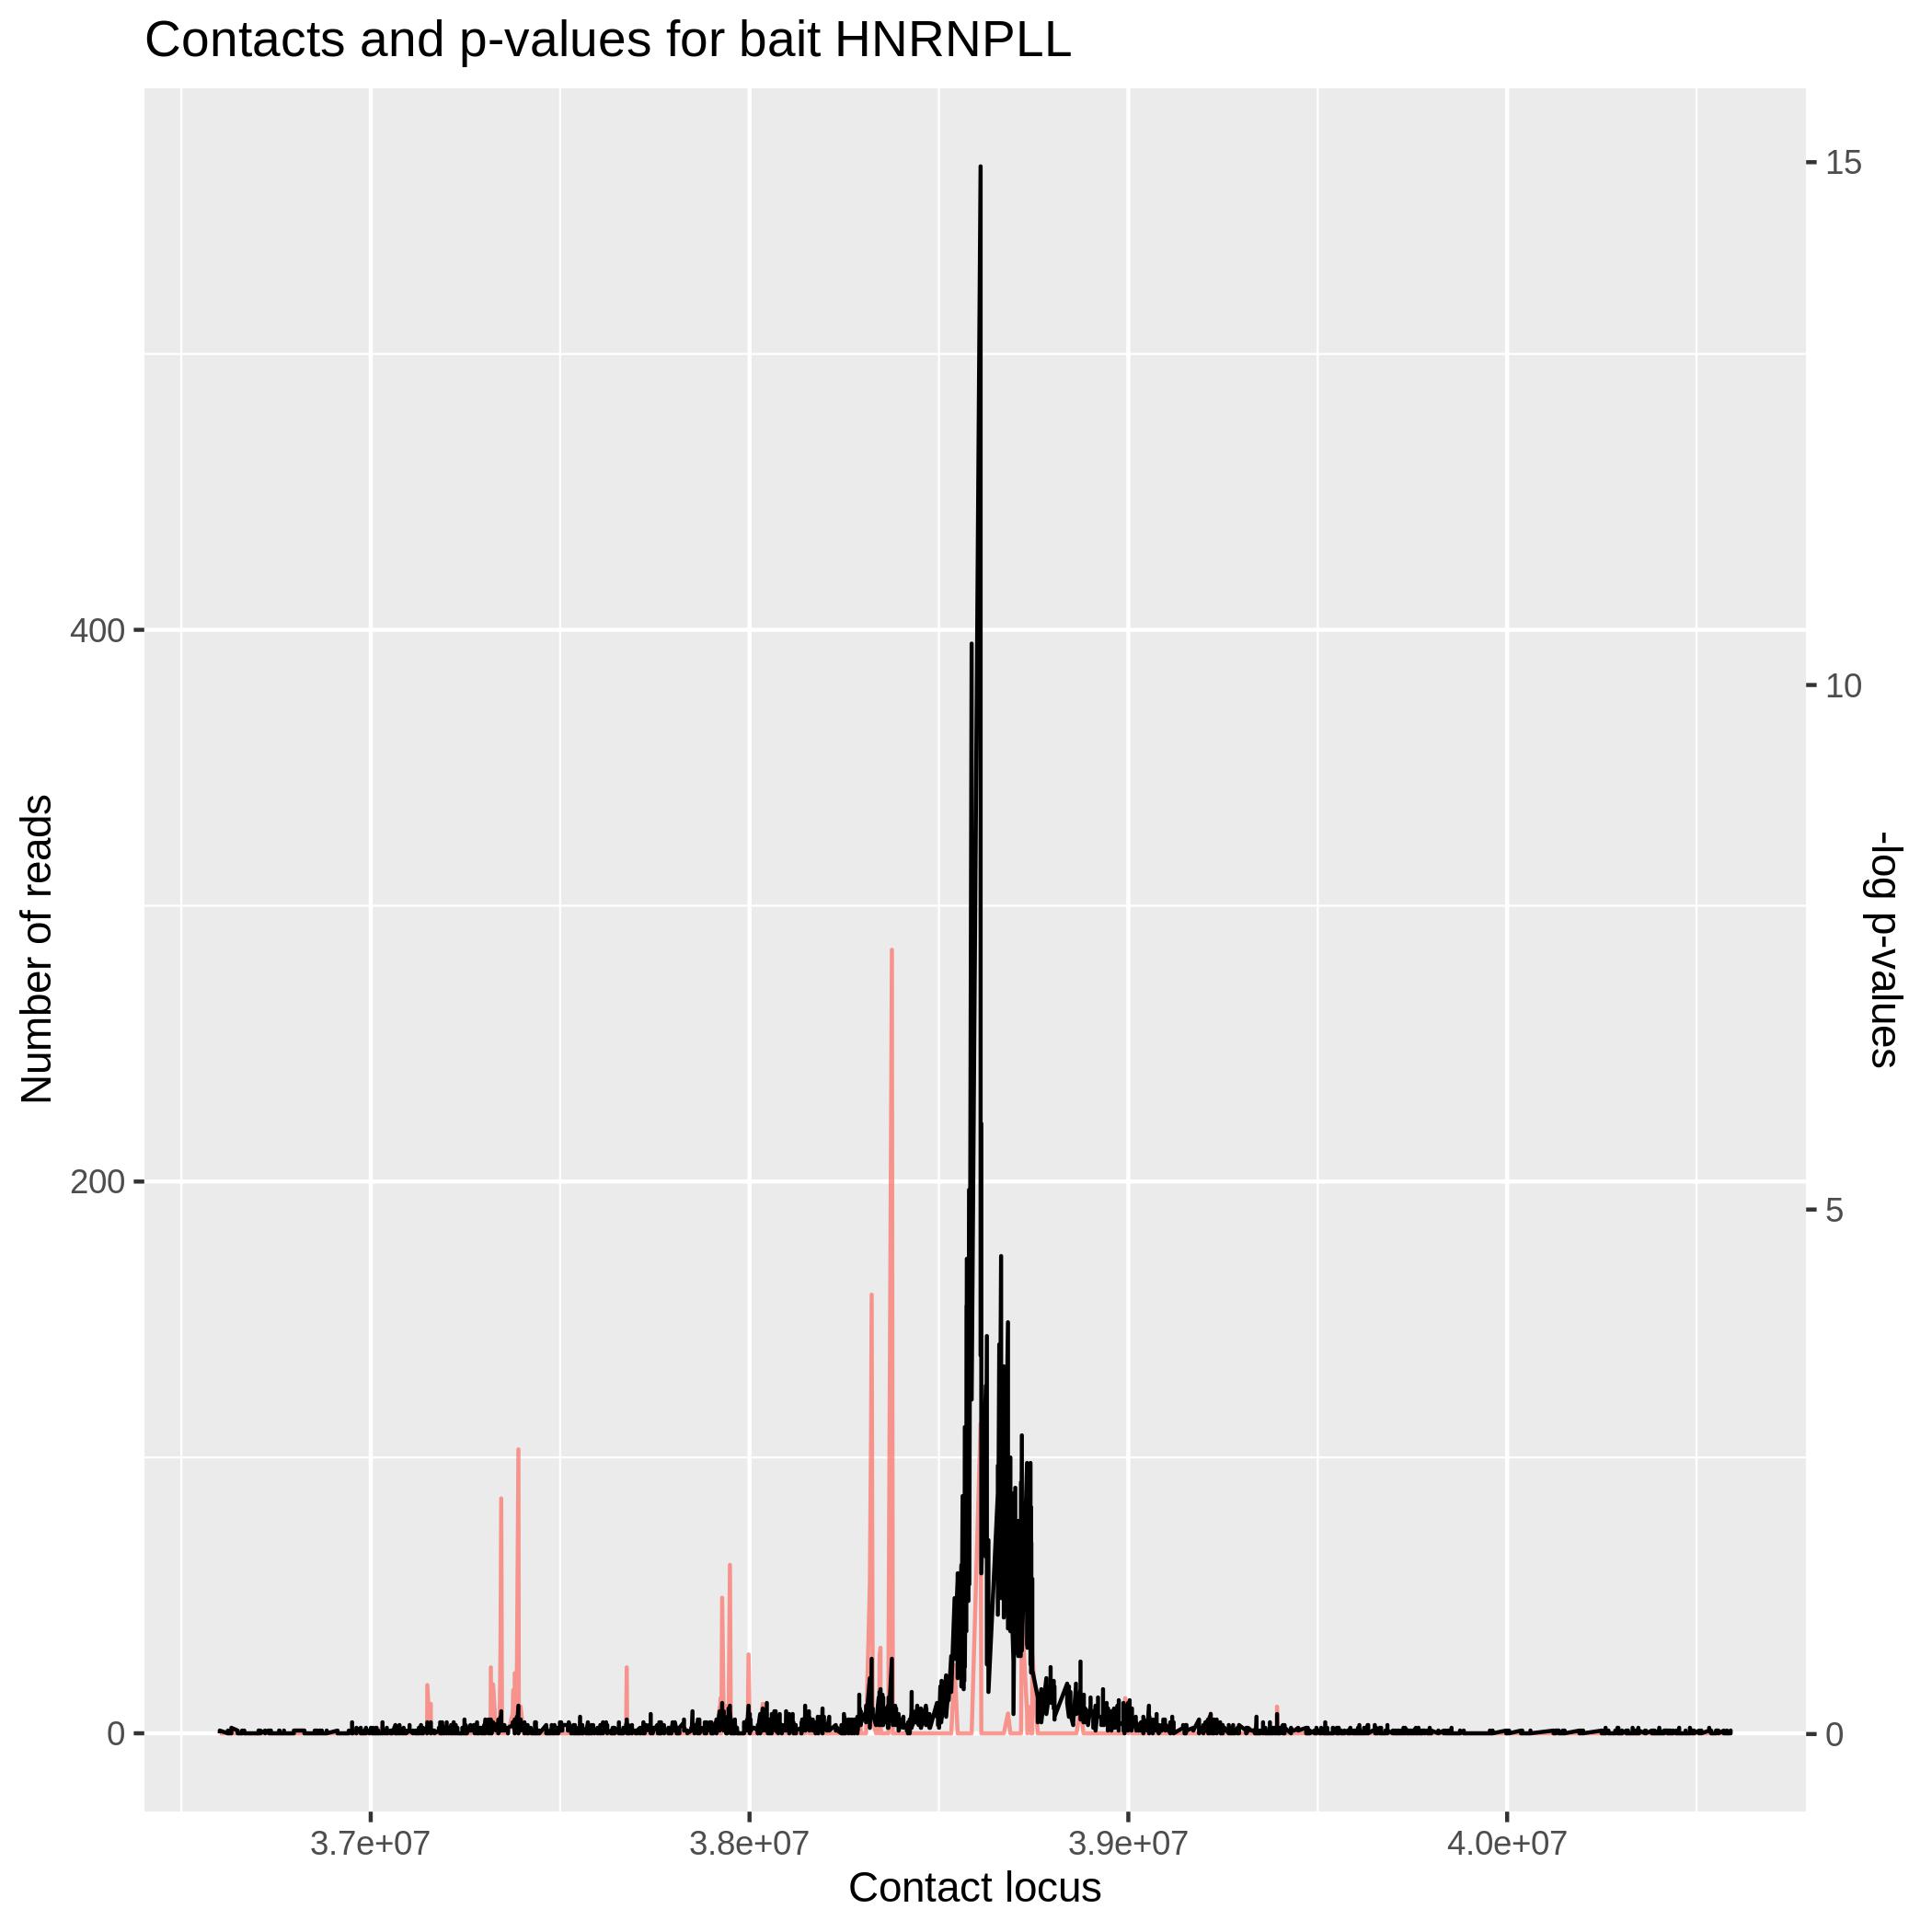 Contacts and p-values for bait HNRNPLL
15
400
10
Number of reads
-log p-values
200
5
0
0
3.7e+07
3.8e+07
3.9e+07
4.0e+07
Contact locus